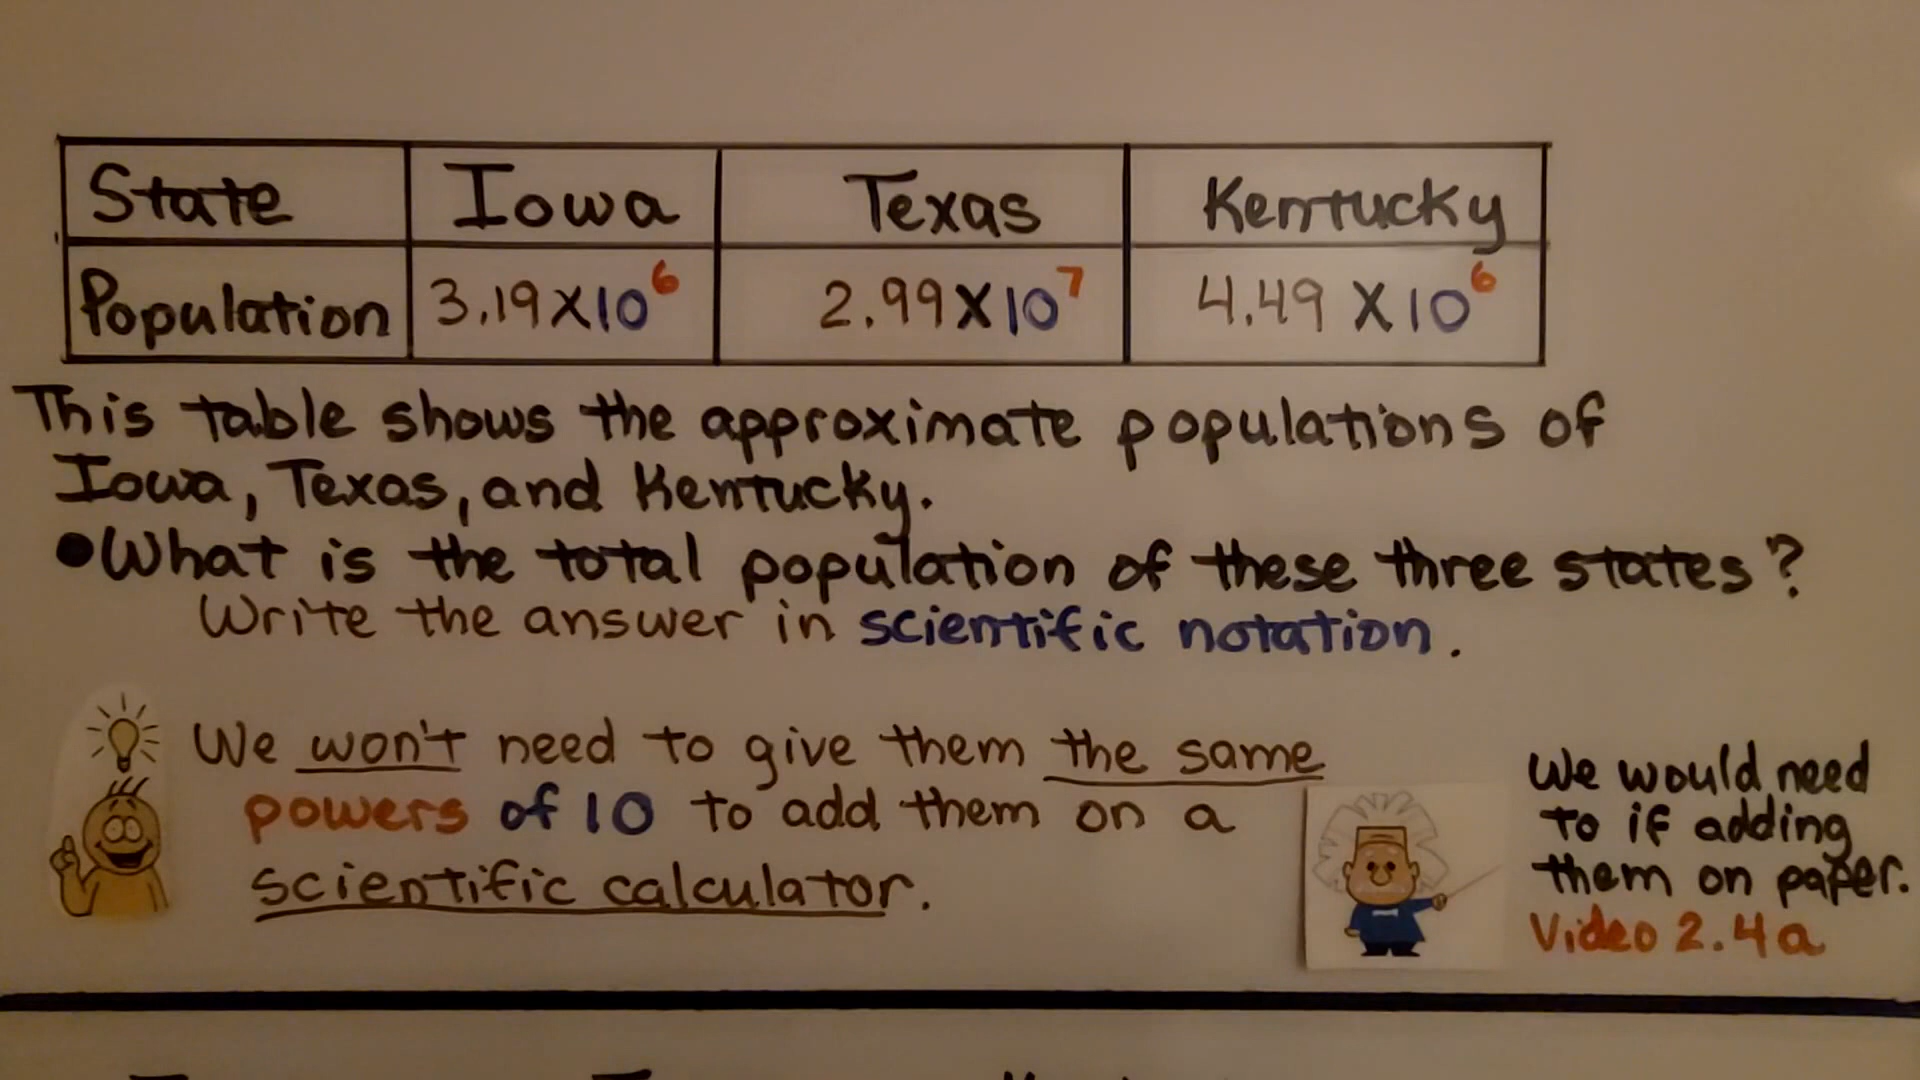 State Iowa Texas Kentucky
Population 3.19X10⁶ 2.99X10⁷ 4.49 X10⁶
This table shows the approximate populations of
Iowa, Texas, and Kentucky.
•What is the total population of these three states?
Write the answer in scientific notation.
We won't need to give them the same
powers of 10 to add them on a
scientific calculator.
We would need
to if adding
them on paper.
Video 2.4a